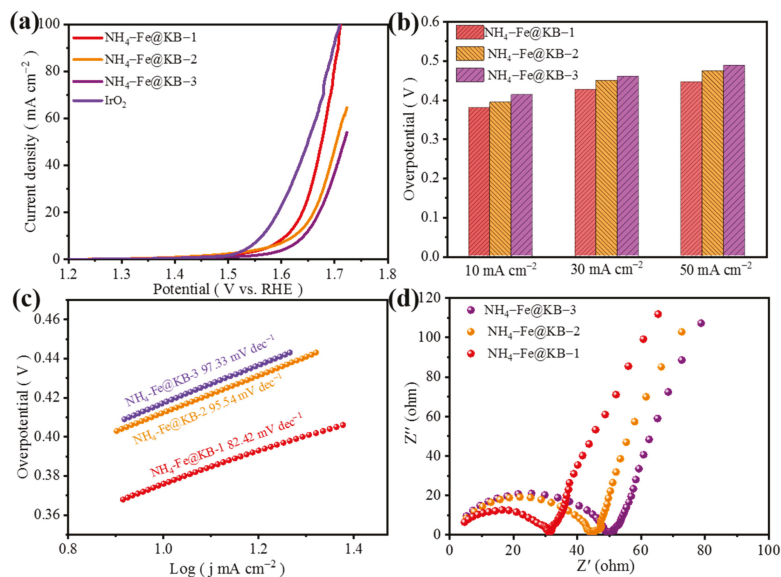 (a)
NH₄−Fe@KB−1
NH₄−Fe@KB−2
NH₄−Fe@KB−3
IrO₂
Current density ( mA cm⁻² )
100
80
60
40
20
0
1.2 1.3 1.4 1.5 1.6 1.7 1.8
Potential ( V vs. RHE )
(b)
NH₄−Fe@KB−1
NH₄−Fe@KB−2
NH₄−Fe@KB−3
Overpotential ( V )
0.6
0.5
0.4
0.3
0.2
0.1
0.0
10 mA cm⁻² 30 mA cm⁻² 50 mA cm⁻²
(c)
Overpotential ( V )
0.48
0.44
0.40
0.36
NH₄-Fe@KB-3 97.33 mV dec⁻¹
NH₄-Fe@KB-2 95.54 mV dec⁻¹
NH₄-Fe@KB-1 82.42 mV dec⁻¹
0.8 1.0 1.2 1.4
Log ( j mA cm⁻² )
(d)
NH₄−Fe@KB−3
NH₄−Fe@KB−2
NH₄−Fe@KB−1
Z'' (ohm)
120
100
80
60
40
20
0
0 20 40 60 80 100
Z' (ohm)